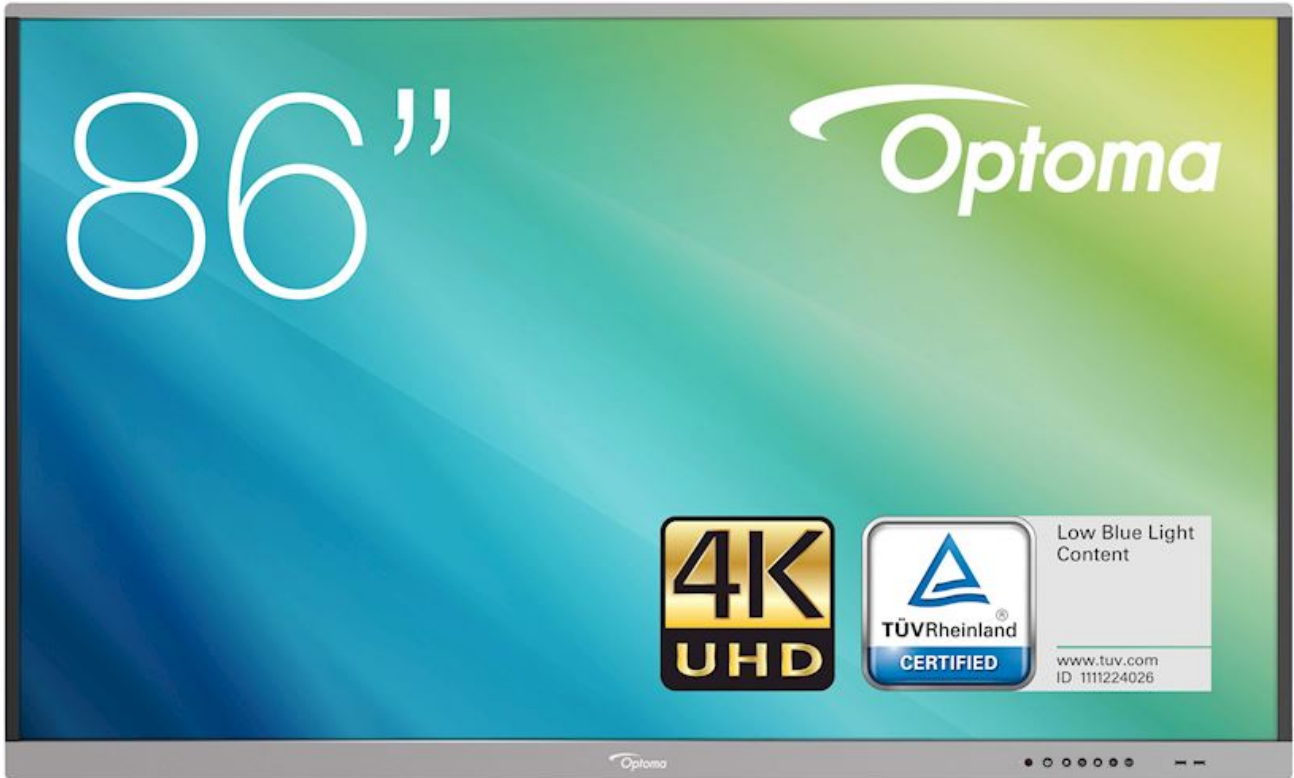 86”
Optoma
4K
UHD
TÜVRheinland®
CERTIFIED
Low Blue Light
Content
www.tuv.com
ID 1111224026
Optoma